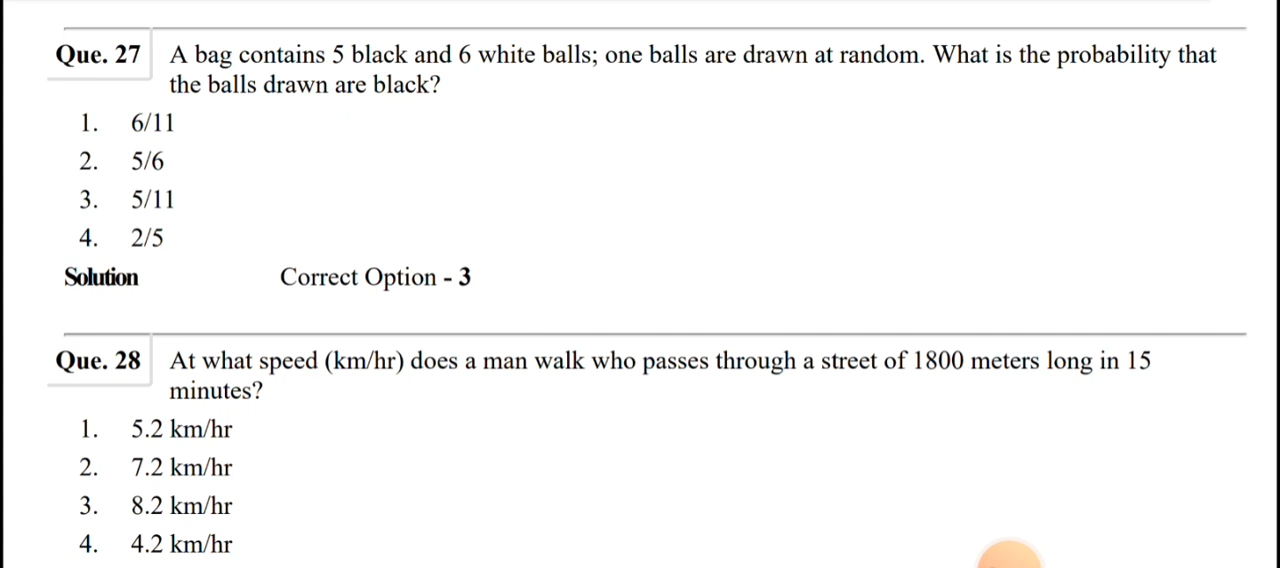 Que. 27 A bag contains 5 black and 6 white balls; one balls are drawn at random. What is the probability that
the balls drawn are black?
1. 6/11
2. 5/6
3. 5/11
4. 2/5
Solution Correct Option - 3
Que. 28 At what speed (km/hr) does a man walk who passes through a street of 1800 meters long in 15
minutes?
1. 5.2 km/hr
2. 7.2 km/hr
3. 8.2 km/hr
4. 4.2 km/hr